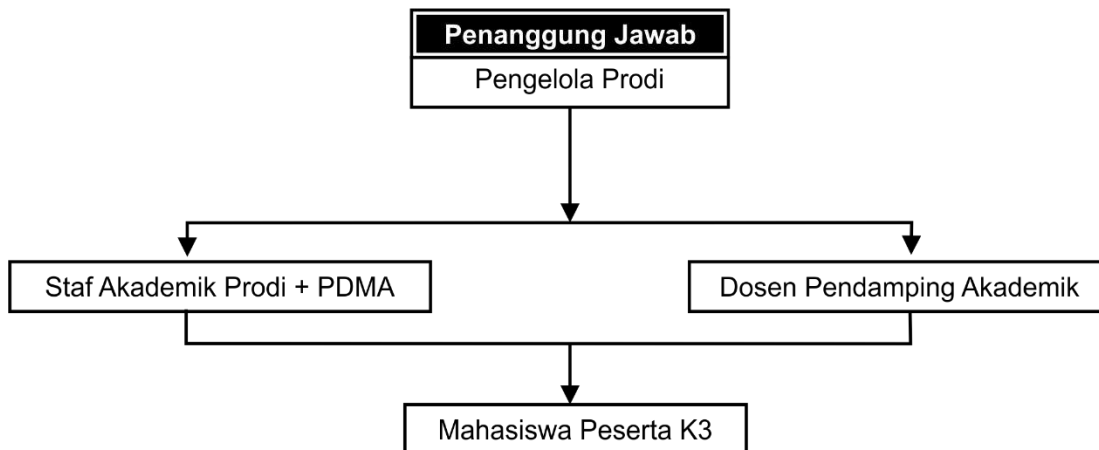 Penanggung Jawab
Pengelola Prodi
Staf Akademik Prodi + PDMA
Dosen Pendamping Akademik
Mahasiswa Peserta K3